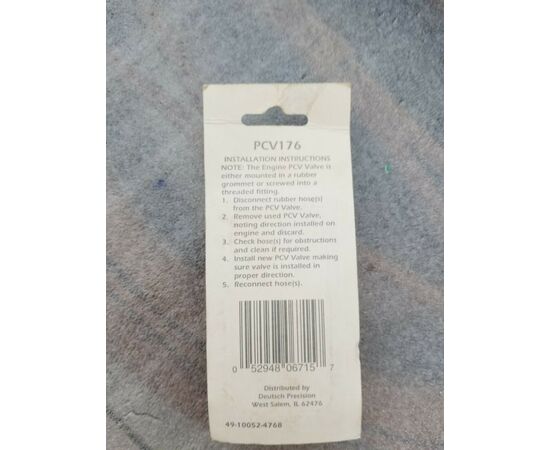 PCV176
INSTALLATION INSTRUCTIONS
NOTE: The Engine PCV Valve is
either mounted in a rubber
grommet or screwed into a
threaded fitting.
1. Disconnect rubber hose(s)
from the PCV Valve.
2. Remove used PCV Valve,
noting direction installed on
engine and discard.
3. Check hose(s) for obstructions
and clean if required.
4. Install new PCV Valve making
sure valve is installed in
proper direction.
5. Reconnect hose(s).
0 52948 06715 7
Distributed by
Deutsch Precision
West Salem, IL 62476
49-10052-4768